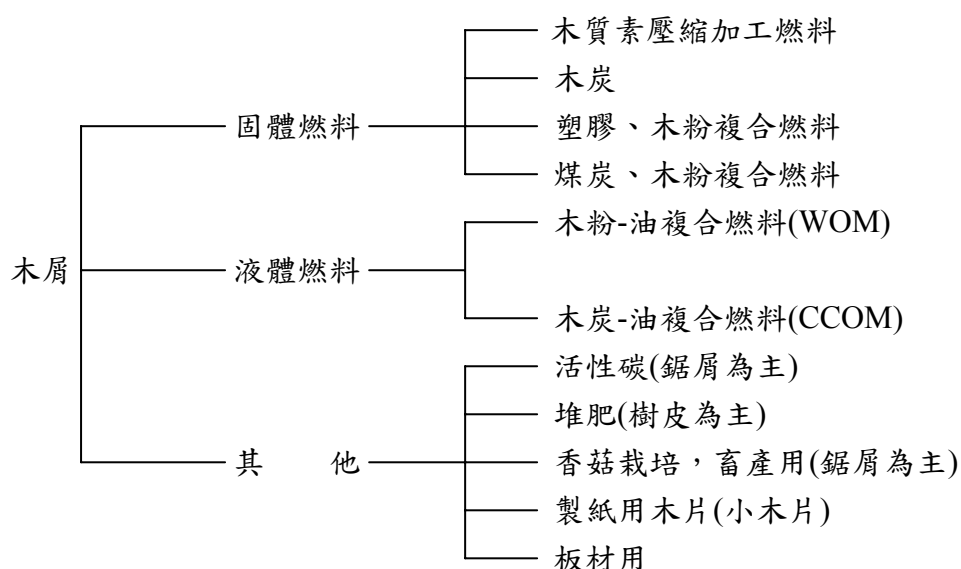 木質素壓縮加工燃料
木炭
固體燃料
塑膠、木粉複合燃料
煤炭、木粉複合燃料
木粉-油複合燃料(WOM)
木屑
液體燃料
木炭-油複合燃料(CCOM)
活性碳(鋸屑為主)
堆肥(樹皮為主)
其 他
香菇栽培，畜產用(鋸屑為主)
製紙用木片(小木片)
板材用